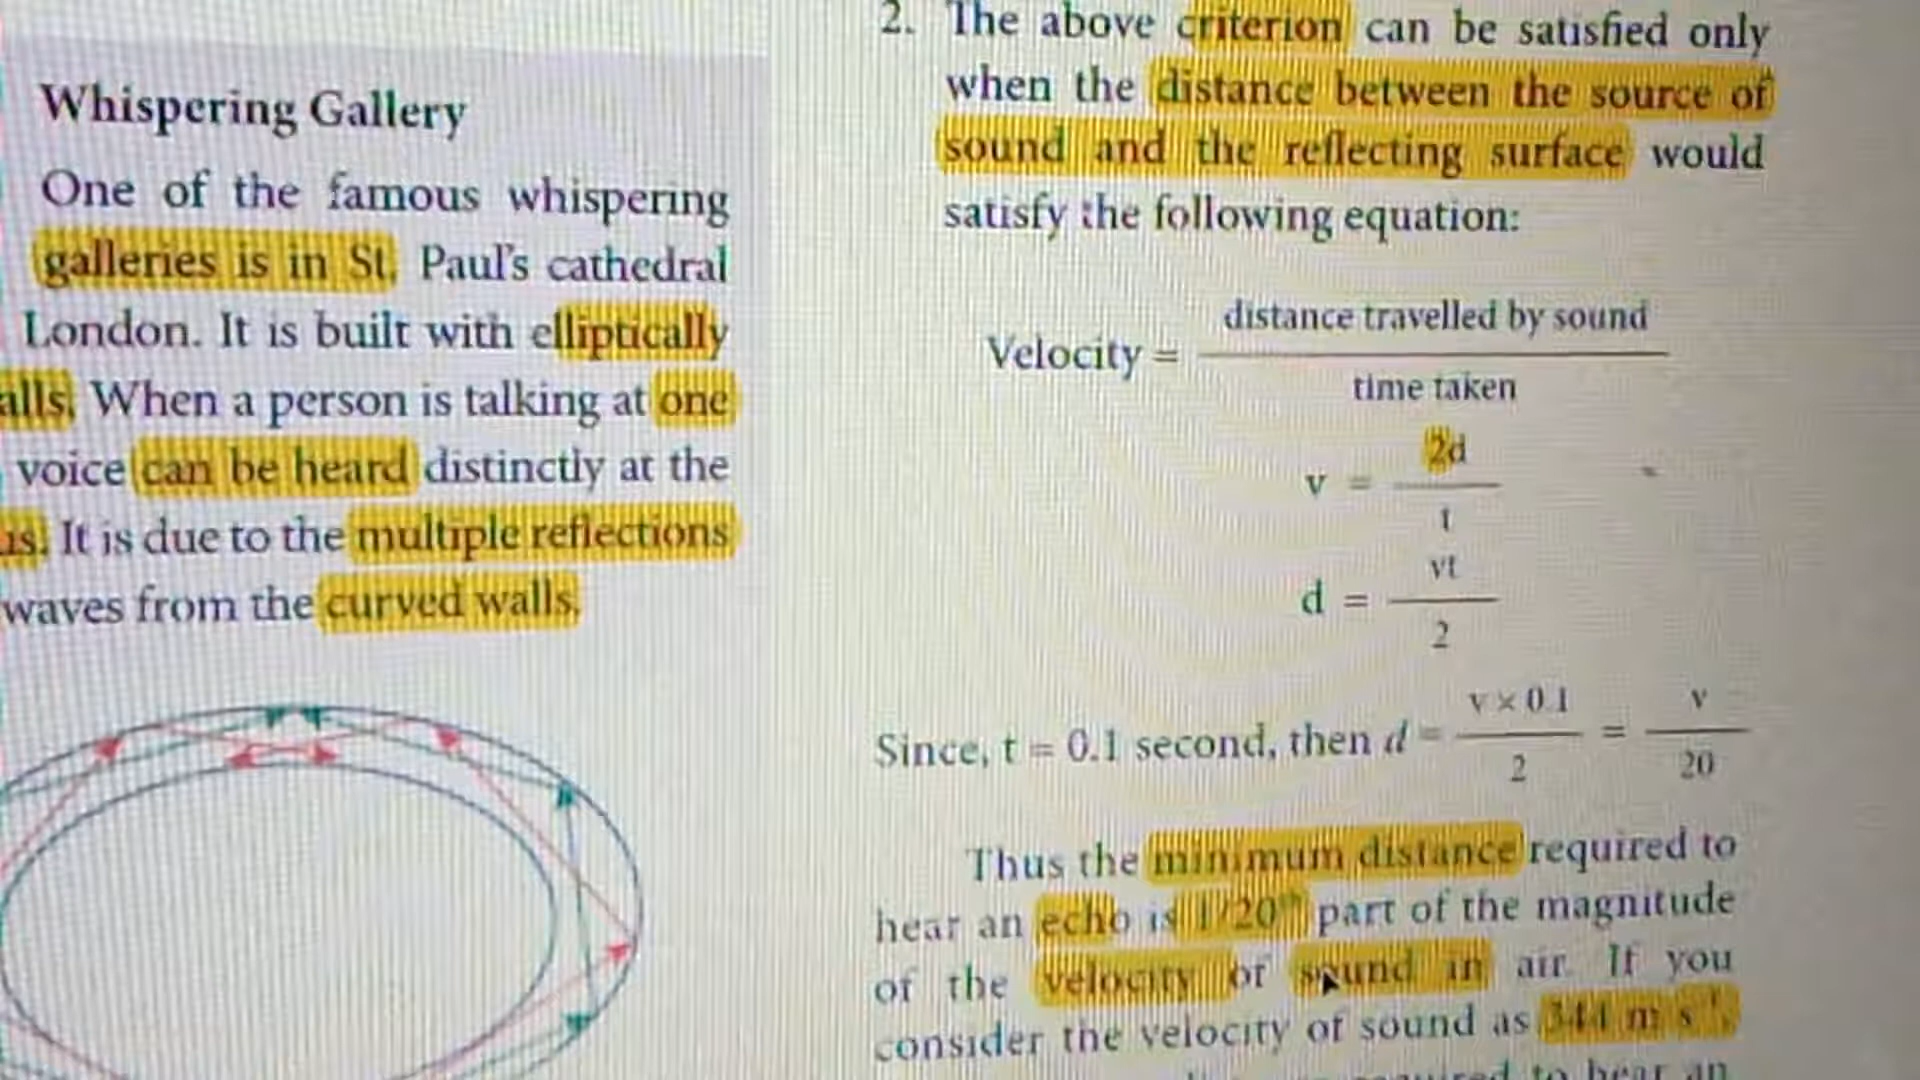 Whispering Gallery
One of the famous whispering
galleries is in St. Paul's cathedral
London. It is built with elliptically
alls. When a person is talking at one
voice can be heard distinctly at the
is. It is due to the multiple reflections
waves from the curved walls.
2. The above criterion can be satisfied only
when the distance between the source of
sound and the reflecting surface would
satisfy the following equation:
Velocity = distance travelled by sound
time taken
v = 2d
t
d = vt
2
Since, t = 0.1 second, then d = v × 0.1 / 2 = v / 20
Thus the minimum distance required to
hear an echo is 1/20th part of the magnitude
of the velocity of sound in air. If you
consider the velocity of sound as 344 m s⁻¹,
required to hear an